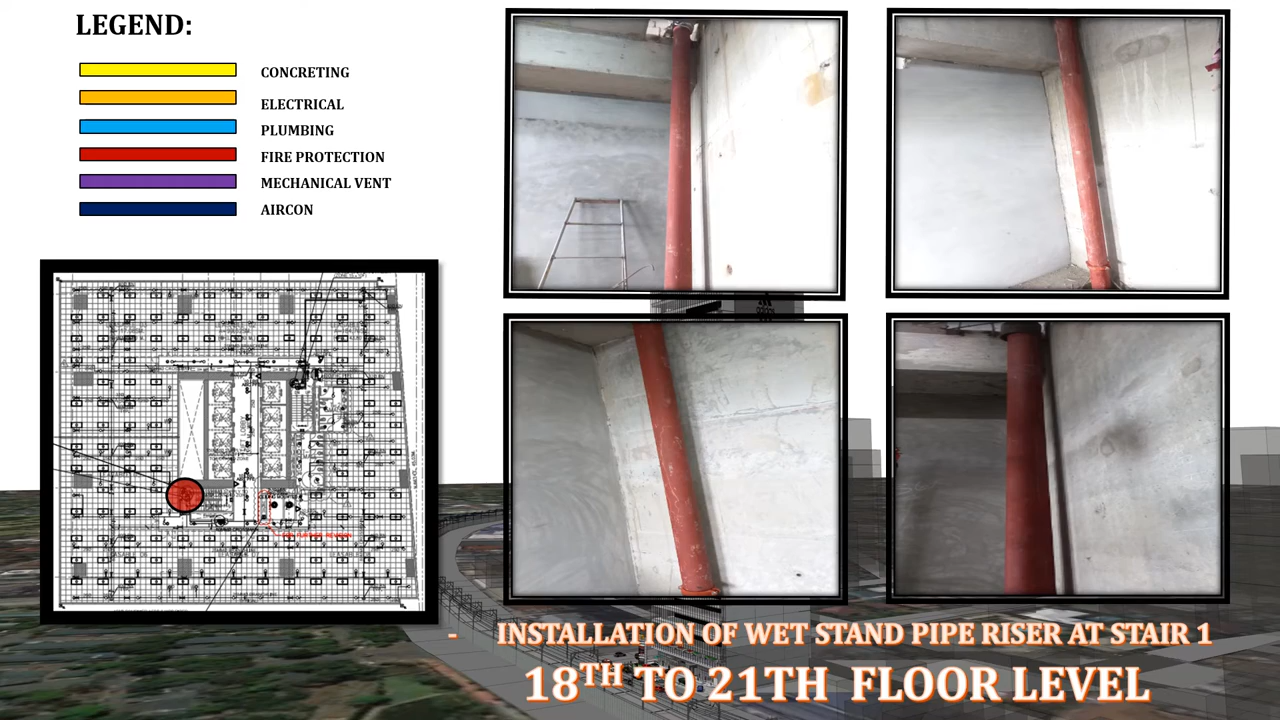 LEGEND:
CONCRETING
ELECTRICAL
PLUMBING
FIRE PROTECTION
MECHANICAL VENT
AIRCON
- INSTALLATION OF WET STAND PIPE RISER AT STAIR 1
18TH TO 21TH FLOOR LEVEL